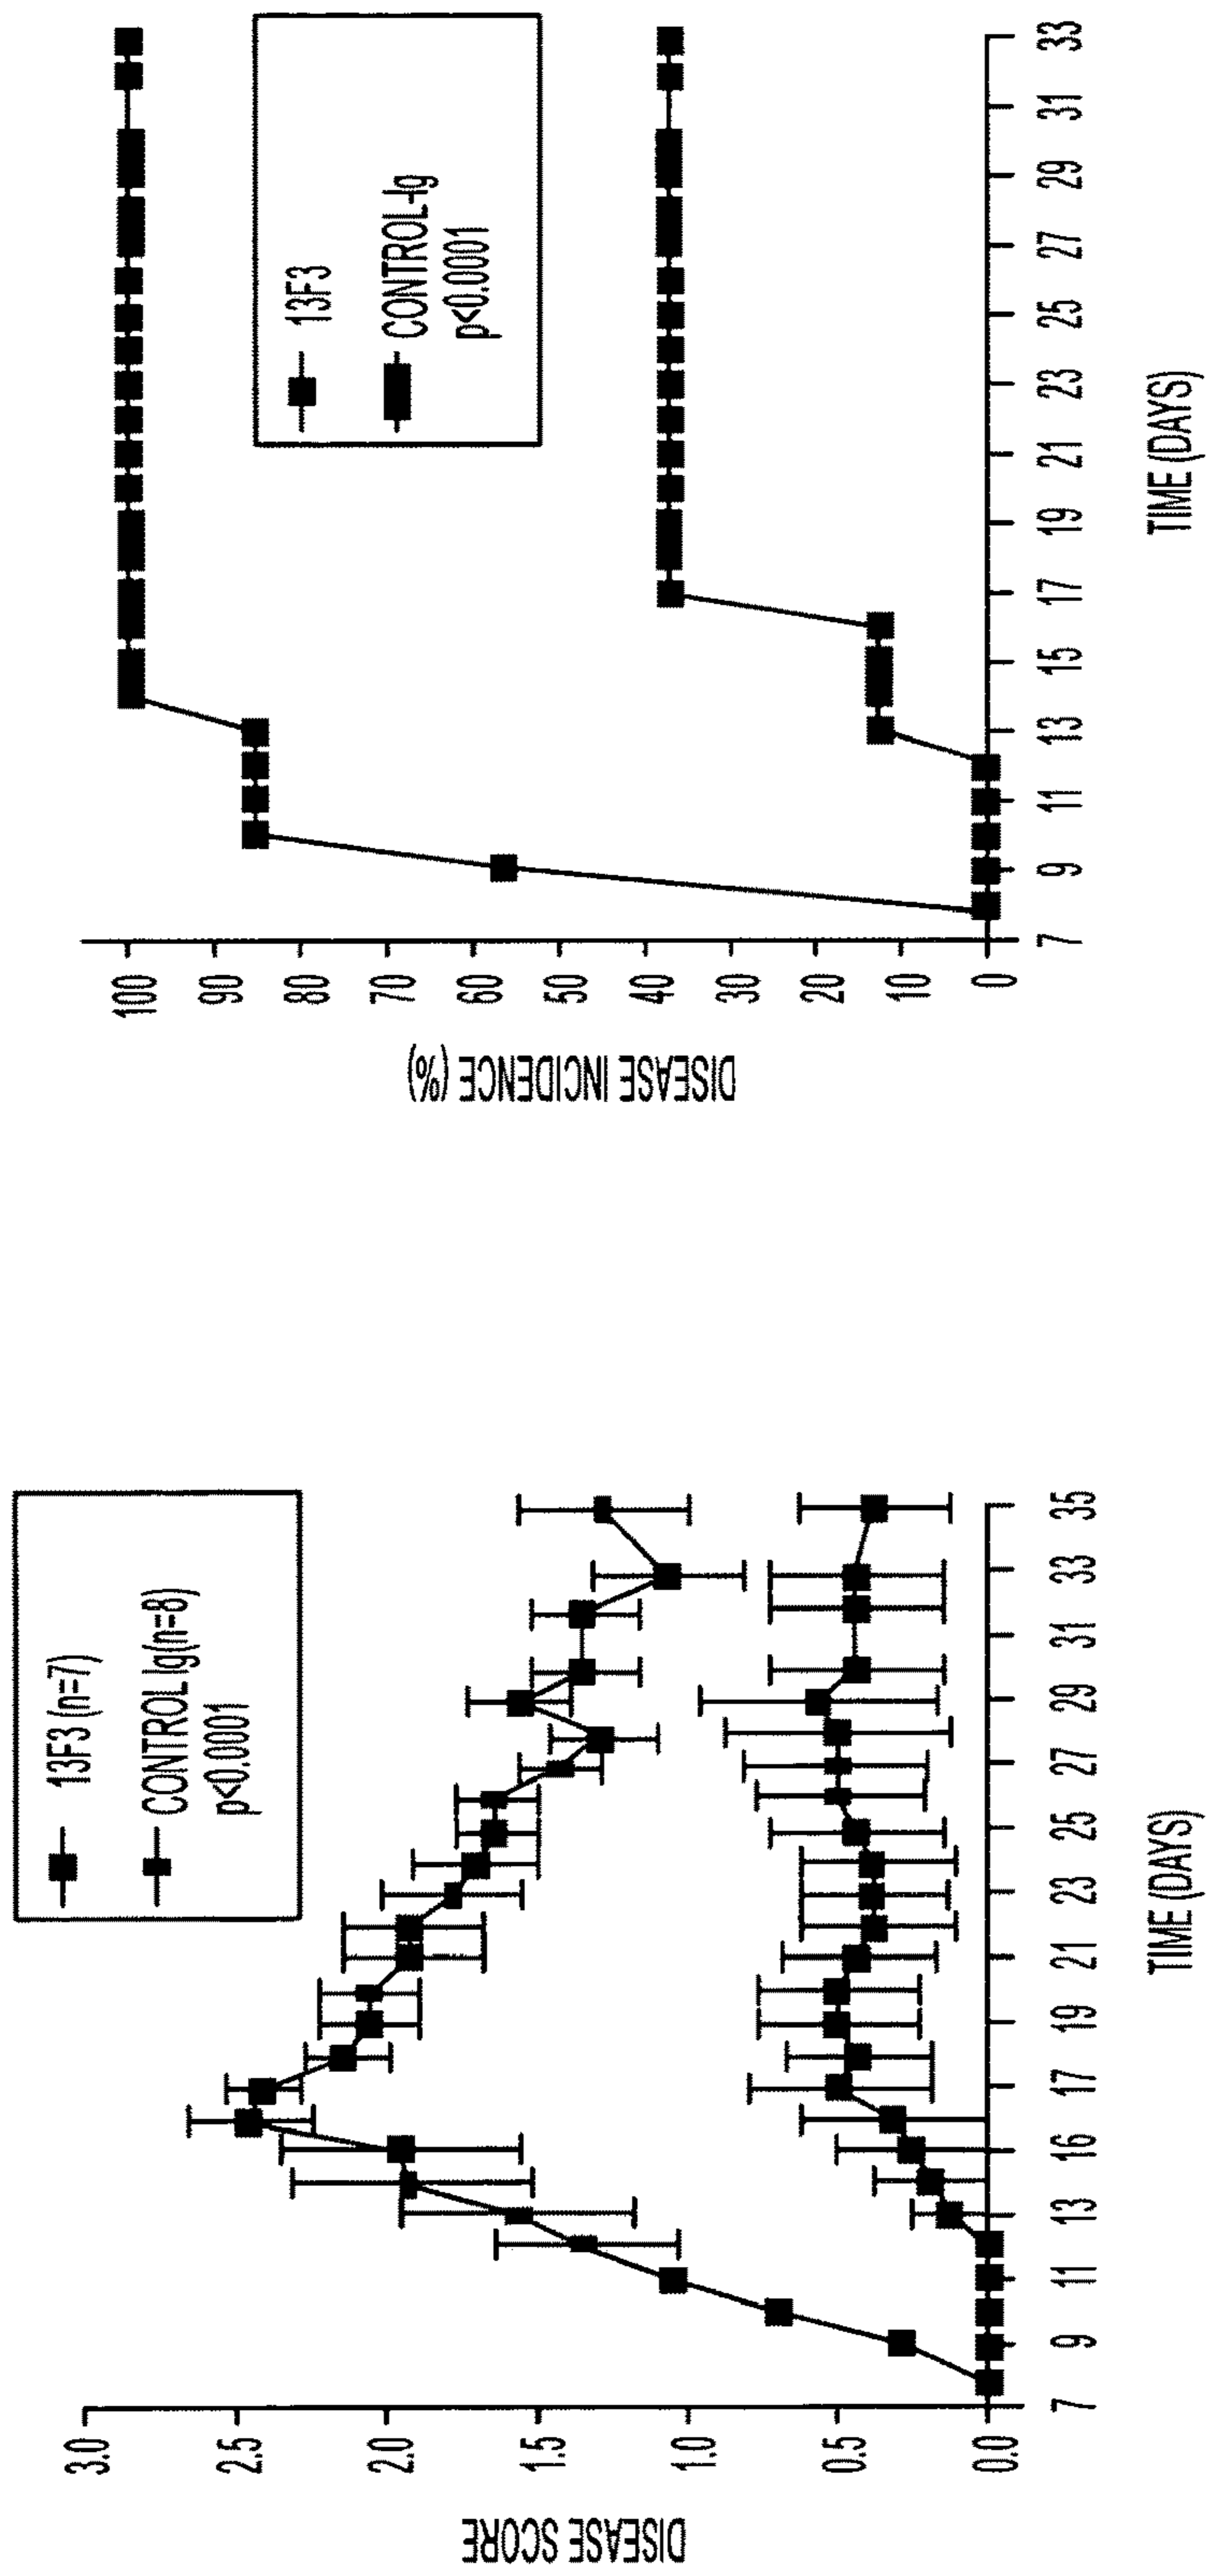 DISEASE SCORE
3.0
2.5
2.0
1.5
1.0
0.5
0.0
13F3 (n=7)
CONTROL Ig(n=8)
p<0.0001
7 9 11 13 16 17 19 21 23 25 27 29 31 33 35
TIME (DAYS)
DISEASE INCIDENCE (%)
100
90
80
70
60
50
40
30
20
10
0
13F3
CONTROL-Ig
p<0.0001
7 9 11 13 15 17 19 21 23 25 27 29 31 33
TIME (DAYS)